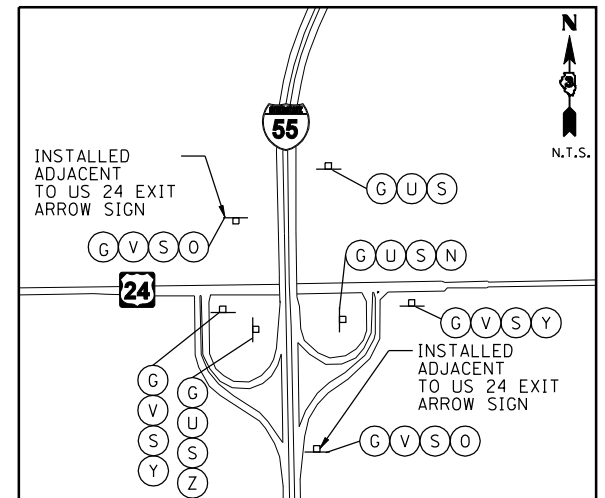 N
N.T.S.
55
INSTALLED
ADJACENT
TO US 24 EXIT
ARROW SIGN
G U S
G V S O
G U S N
24
G V S Y
INSTALLED
ADJACENT
TO US 24 EXIT
ARROW SIGN
G
V
S
Y
G
U
S
Z
G V S O